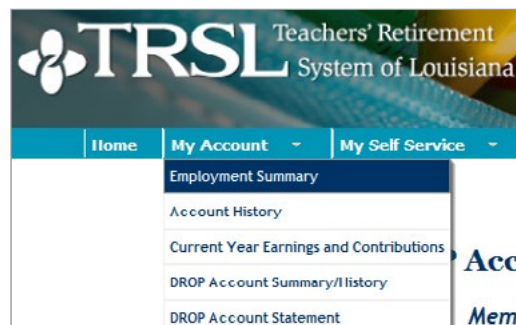 TRSL Teachers' Retirement
System of Louisiana
Home My Account My Self Service
Employment Summary
Account History
Current Year Earnings and Contributions
DROP Account Summary/History
DROP Account Statement